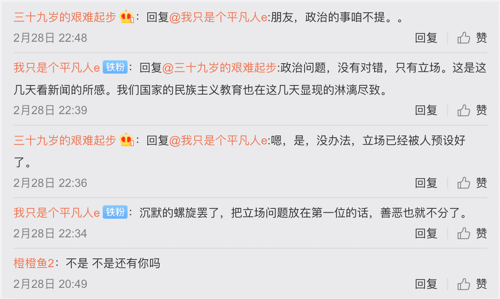 三十九岁的艰难起步：回复@我只是个平凡人e:朋友，政治的事咱不提。。
2月28日 22:48 回复 赞
我只是个平凡人e 铁粉：回复@三十九岁的艰难起步:政治问题，没有对错，只有立场。这是这
几天看新闻的所感。我们国家的民族主义教育也在这几天显现的淋漓尽致。
2月28日 22:39 回复 赞
三十九岁的艰难起步：回复@我只是个平凡人e:嗯，是，没办法，立场已经被人预设好
了。
2月28日 22:36 回复 赞
我只是个平凡人e 铁粉：沉默的螺旋罢了，把立场问题放在第一位的话，善恶也就不分了。
2月28日 22:34 回复 赞
橙橙鱼2：不是 不是还有你吗
2月28日 20:49 回复 赞